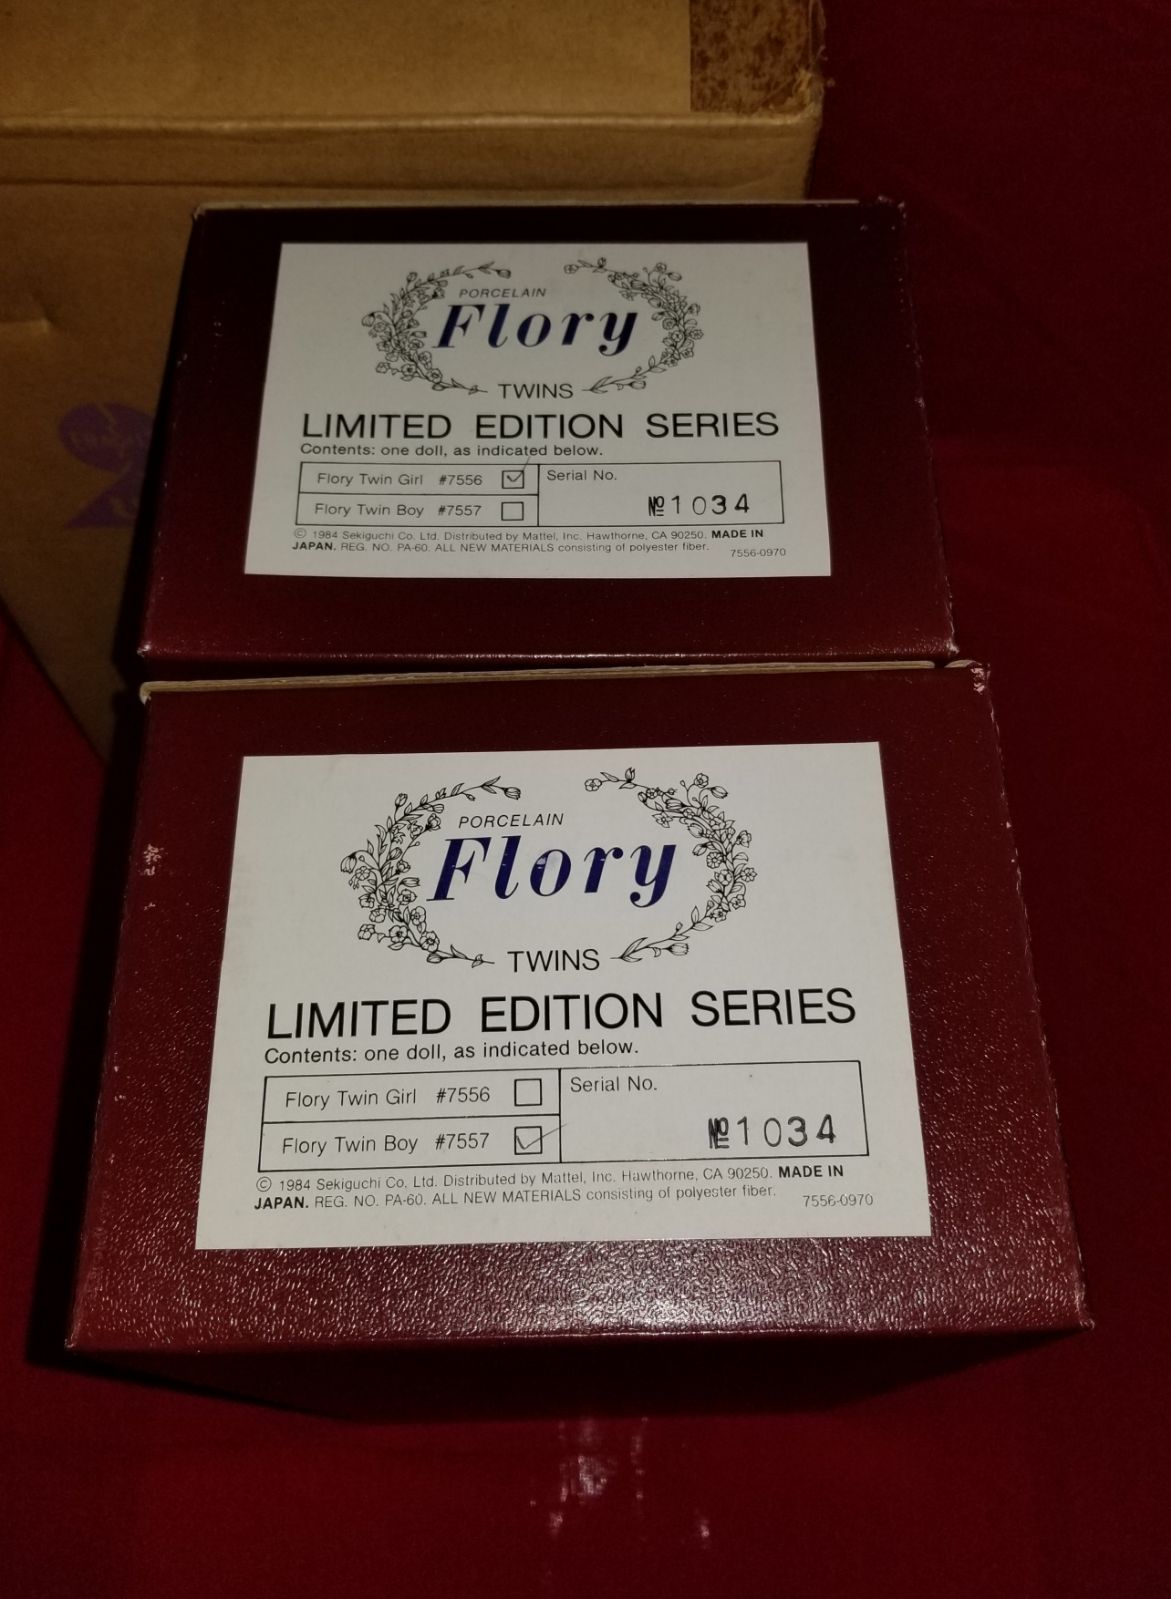 PORCELAIN
Flory
TWINS
LIMITED EDITION SERIES
Contents: one doll, as indicated below.
Flory Twin Girl #7556
Serial No.
Flory Twin Boy #7557
№ 1034
© 1984 Sekiguchi Co. Ltd. Distributed by Mattel, Inc. Hawthorne, CA 90250. MADE IN
JAPAN. REG. NO. PA-60. ALL NEW MATERIALS consisting of polyester fiber.
7556-0970
PORCELAIN
Flory
TWINS
LIMITED EDITION SERIES
Contents: one doll, as indicated below.
Flory Twin Girl #7556
Serial No.
Flory Twin Boy #7557
№ 1034
© 1984 Sekiguchi Co. Ltd. Distributed by Mattel, Inc. Hawthorne, CA 90250. MADE IN
JAPAN. REG. NO. PA-60. ALL NEW MATERIALS consisting of polyester fiber.
7556-0970